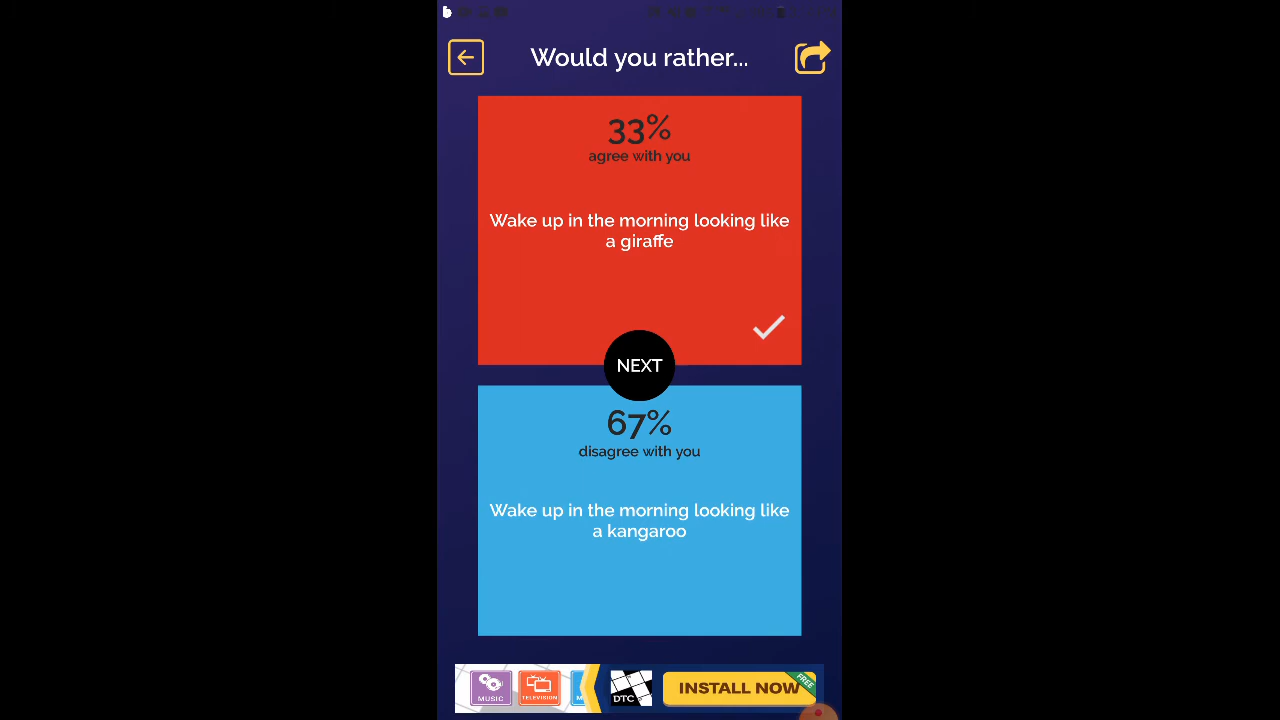 Would you rather...
33%
agree with you
Wake up in the morning looking like
a giraffe
NEXT
67%
disagree with you
Wake up in the morning looking like
a kangaroo
MUSIC
TELEVISION
M
DTC
INSTALL NOW
FREE